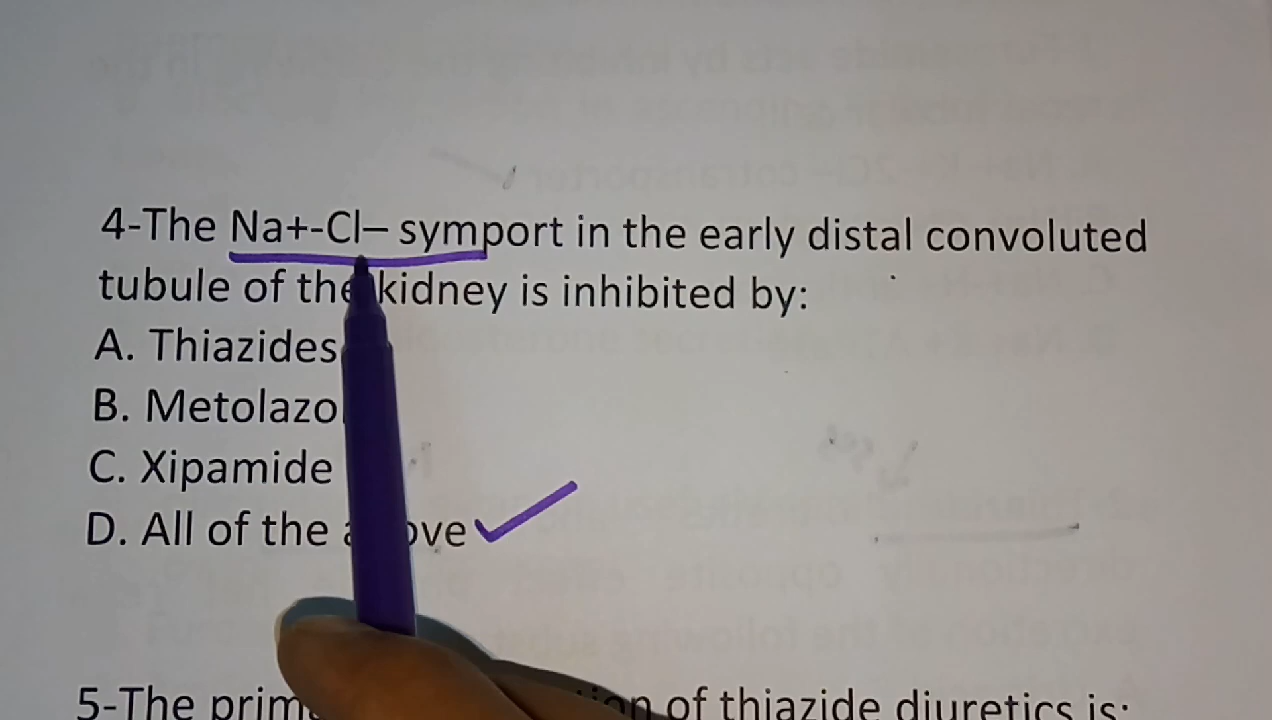 4-The Na+-Cl– symport in the early distal convoluted
tubule of the kidney is inhibited by:
A. Thiazides
B. Metolazo
C. Xipamide
D. All of the above
5-The prim of thiazide diuretics is: